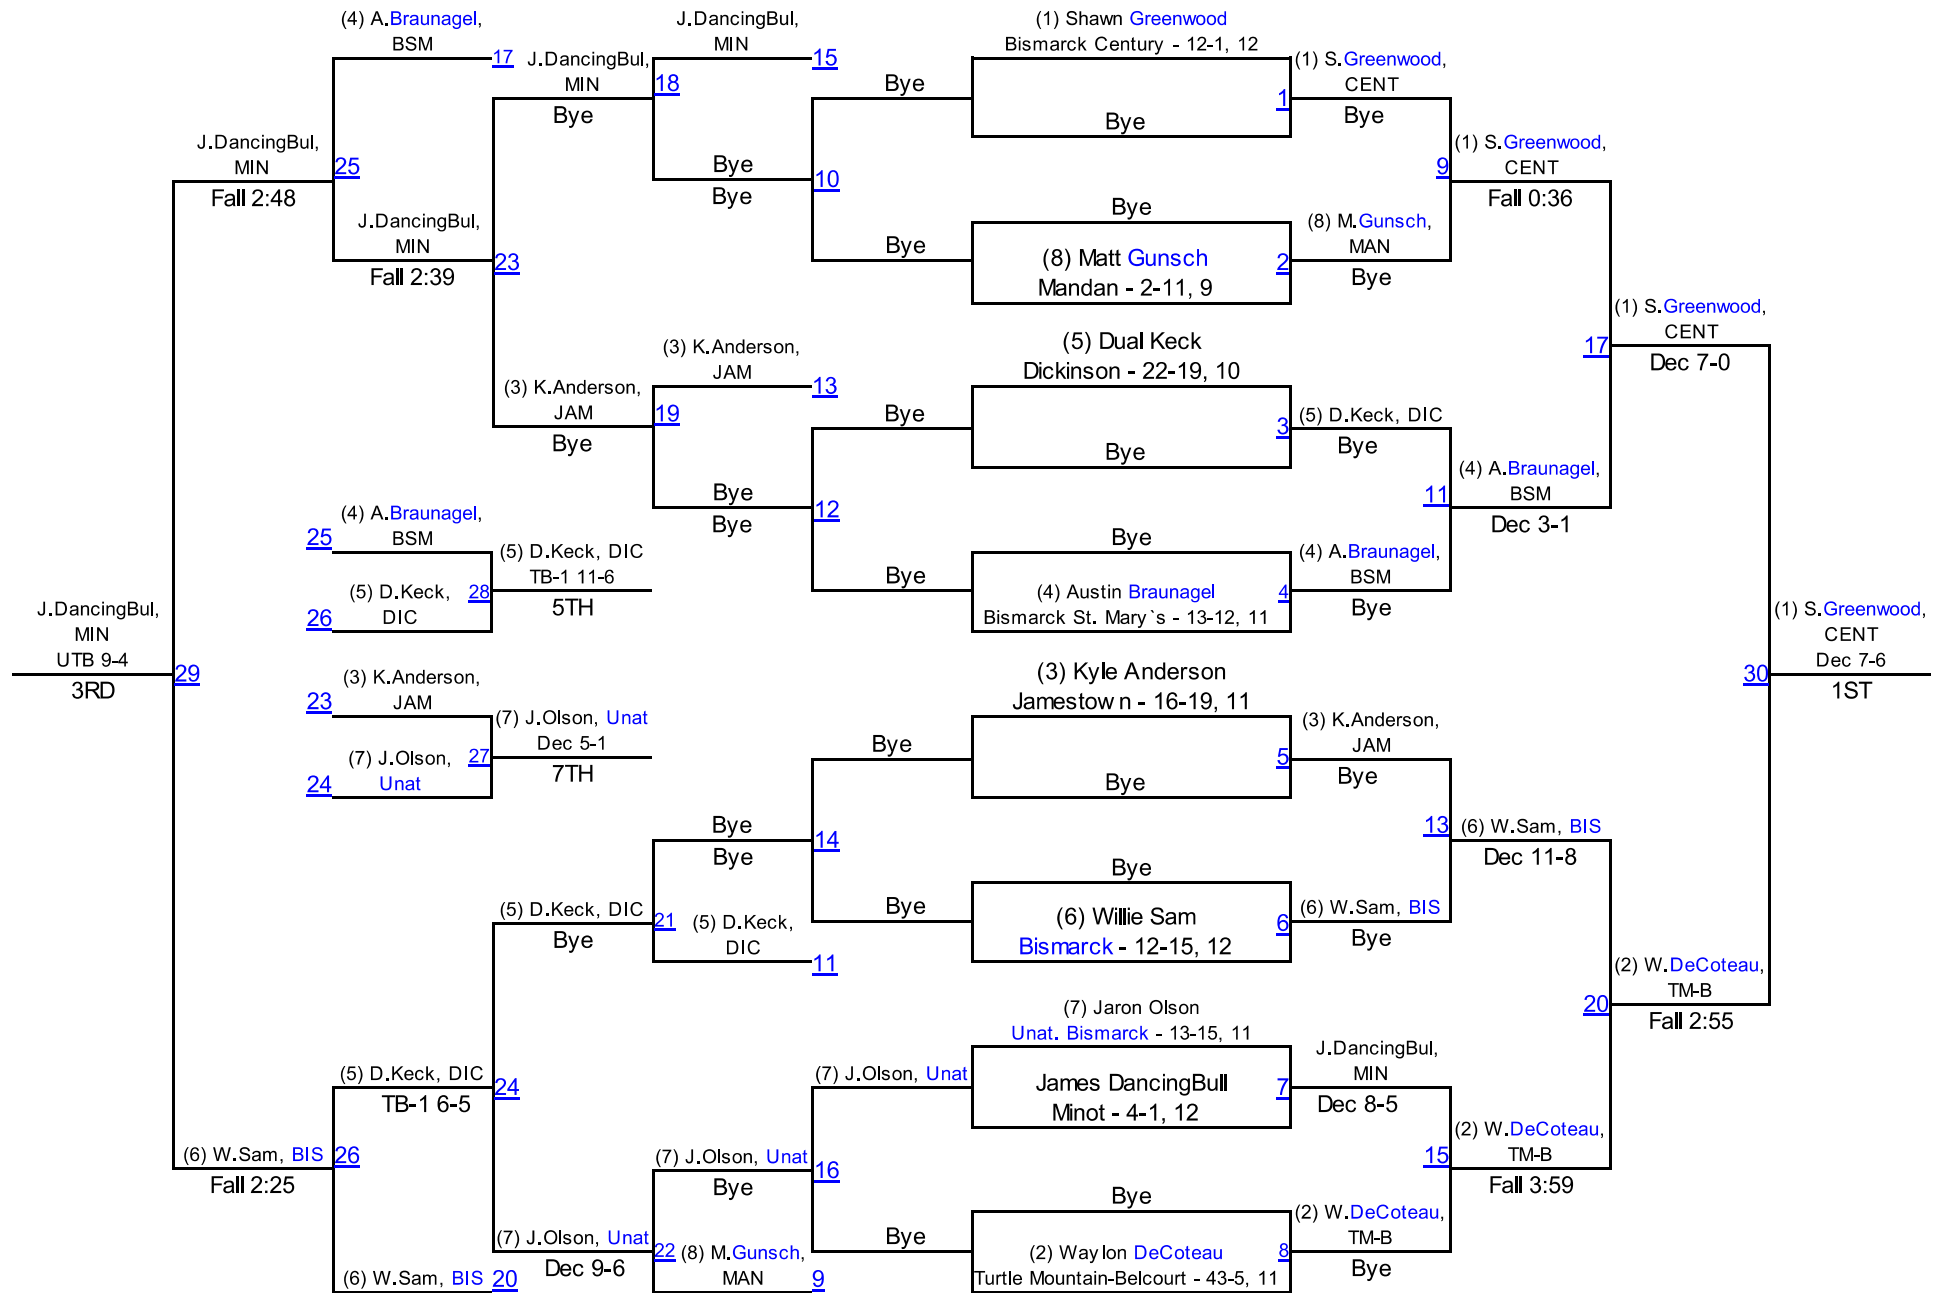 (4) A.Braunagel,
BSM
17
J.DancingBul,
MIN
Bye
18
J.DancingBul,
MIN
15
Bye
(1) Shawn Greenwood
Bismarck Century - 12-1, 12
Bye
1
(1) S.Greenwood,
CENT
Bye
J.DancingBul,
MIN
Fall 2:48
25
J.DancingBul,
MIN
Fall 2:39
23
Bye
Bye
10
Bye
Bye
(8) Matt Gunsch
Mandan - 2-11, 9
2
(8) M.Gunsch,
MAN
Bye
9
(1) S.Greenwood,
CENT
Fall 0:36
(3) K.Anderson,
JAM
Bye
19
(3) K.Anderson,
JAM
13
Bye
(5) Dual Keck
Dickinson - 22-19, 10
Bye
3
(5) D.Keck, DIC
Bye
17
(1) S.Greenwood,
CENT
Dec 7-0
Bye
Bye
12
Bye
Bye
(4) Austin Braunagel
Bismarck St. Mary`s - 13-12, 11
4
(4) A.Braunagel,
BSM
Bye
11
(4) A.Braunagel,
BSM
Dec 3-1
25
(4) A.Braunagel,
BSM
26
(5) D.Keck,
DIC
28
(5) D.Keck, DIC
TB-1 11-6
5TH
J.DancingBul,
MIN
UTB 9-4
3RD
29
23
(3) K.Anderson,
JAM
24
(7) J.Olson,
Unat
27
(7) J.Olson, Unat
Dec 5-1
7TH
30
(1) S.Greenwood,
CENT
Dec 7-6
1ST
Bye
(3) Kyle Anderson
Jamestown - 16-19, 11
Bye
5
(3) K.Anderson,
JAM
Bye
Bye
Bye
14
Bye
Bye
(6) Willie Sam
Bismarck - 12-15, 12
6
(6) W.Sam, BIS
Bye
13
(6) W.Sam, BIS
Dec 11-8
(5) D.Keck, DIC
Bye
21
(5) D.Keck,
DIC
11
(7) J.Olson, Unat
(7) Jaron Olson
Unat. Bismarck - 13-15, 11
James DancingBull
Minot - 4-1, 12
7
J.DancingBul,
MIN
Dec 8-5
20
(2) W.DeCoteau,
TM-B
Fall 2:55
(5) D.Keck, DIC
TB-1 6-5
24
(6) W.Sam, BIS
Fall 2:25
26
(7) J.Olson, Unat
Bye
16
Bye
Bye
(2) Waylon DeCoteau
Turtle Mountain-Belcourt - 43-5, 11
8
(2) W.DeCoteau,
TM-B
Bye
15
(2) W.DeCoteau,
TM-B
Fall 3:59
(6) W.Sam, BIS
20
(7) J.Olson, Unat
Dec 9-6
22
(8) M.Gunsch,
MAN
9